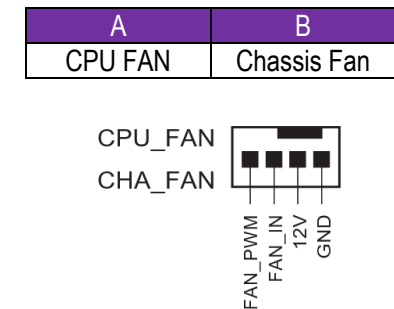 A B
CPU FAN Chassis Fan
CPU_FAN
CHA_FAN
FAN_PWM
FAN_IN
12V
GND